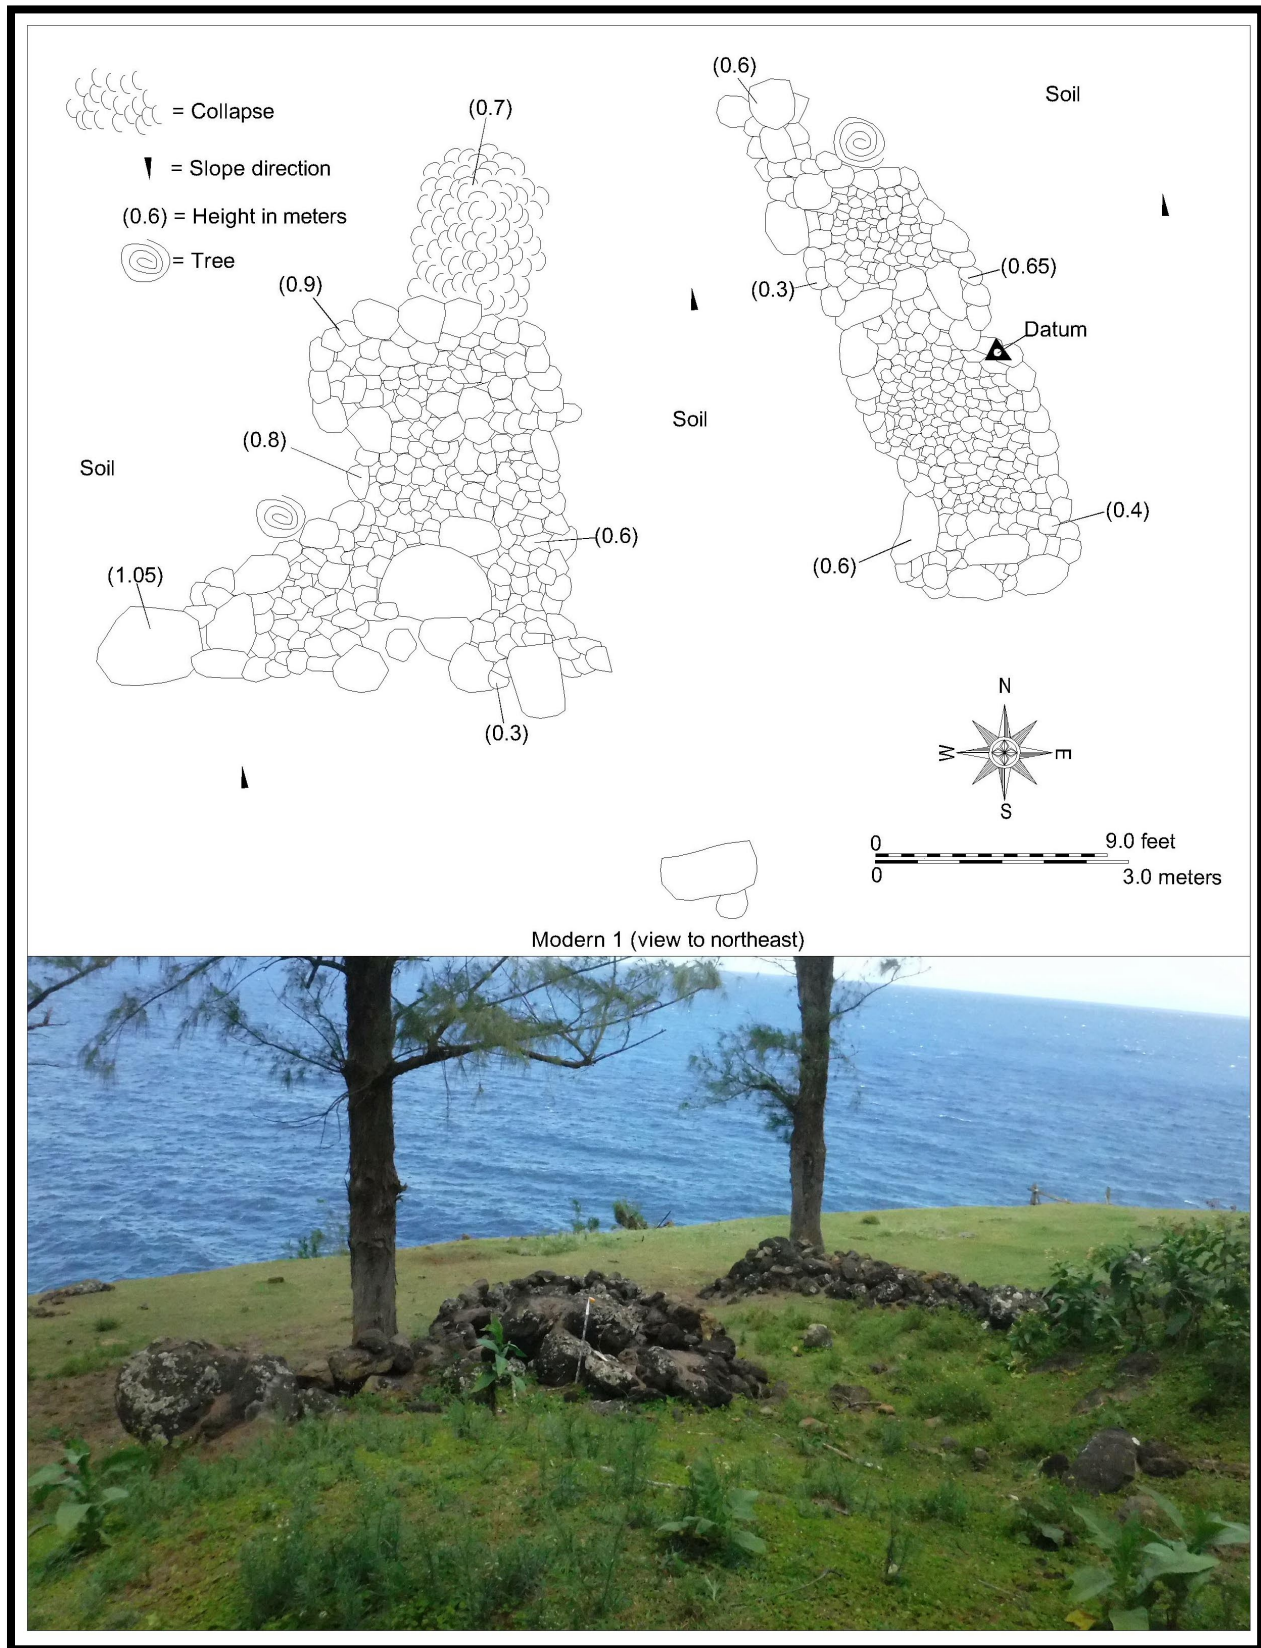 = Collapse
= Slope direction
(0.6) = Height in meters
= Tree
(0.7)
(0.9)
(0.8)
Soil
(0.6)
(1.05)
(0.3)
(0.6)
Soil
(0.65)
(0.3)
Datum
Soil
(0.4)
(0.6)
N
W
E
S
0
9.0 feet
0
3.0 meters
Modern 1 (view to northeast)